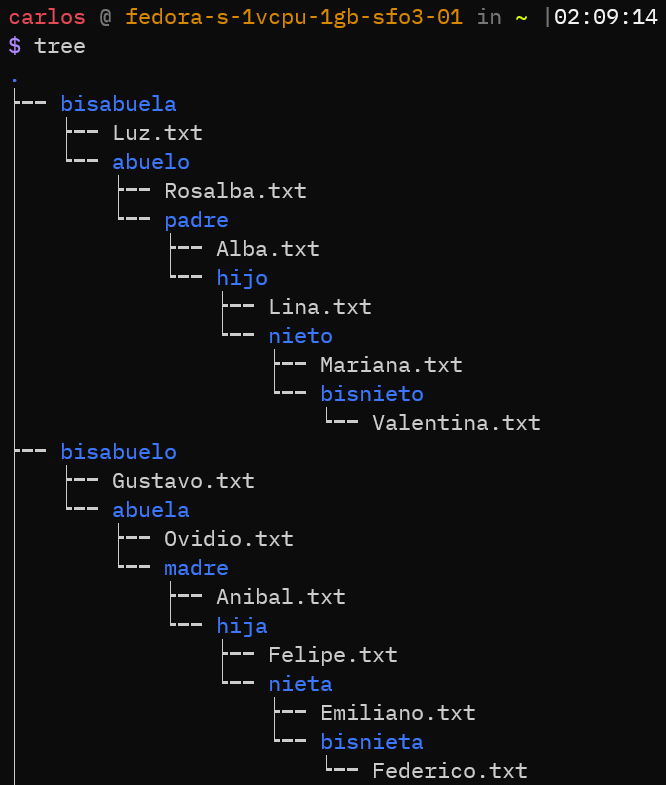 carlos @ fedora-s-1vcpu-1gb-sfo3-01 in ~ |02:09:14
$ tree
.
├── bisabuela
│   ├── Luz.txt
│   └── abuelo
│       ├── Rosalba.txt
│       └── padre
│           ├── Alba.txt
│           └── hijo
│               ├── Lina.txt
│               └── nieto
│                   ├── Mariana.txt
│                   └── bisnieto
│                       └── Valentina.txt
├── bisabuelo
│   ├── Gustavo.txt
│   └── abuela
│       ├── Ovidio.txt
│       └── madre
│           ├── Anibal.txt
│           └── hija
│               ├── Felipe.txt
│               └── nieta
│                   ├── Emiliano.txt
│                   └── bisnieta
│                       └── Federico.txt